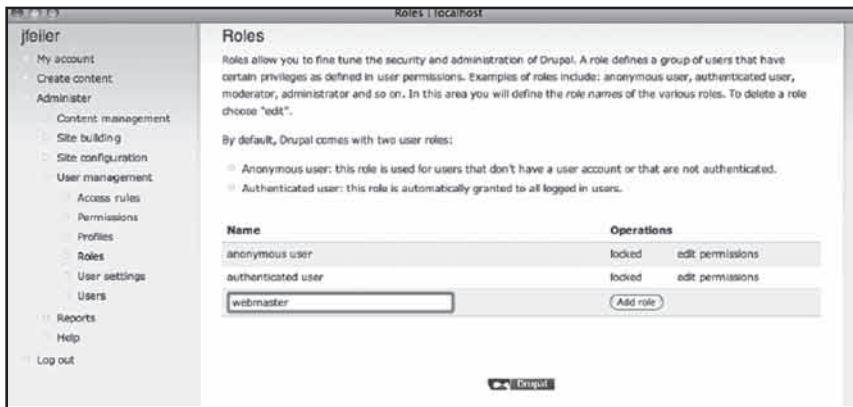 Roles | localhost
jfeiler
My account
Create content
Administer
Content management
Site building
Site configuration
User management
Access rules
Permissions
Profiles
Roles
User settings
Users
Reports
Help
Log out
Roles
Roles allow you to fine tune the security and administration of Drupal. A role defines a group of users that have
certain privileges as defined in user permissions. Examples of roles include: anonymous user, authenticated user,
moderator, administrator and so on. In this area you will define the role names of the various roles. To delete a role
choose "edit".
By default, Drupal comes with two user roles:
Anonymous user: this role is used for users that don't have a user account or that are not authenticated.
Authenticated user: this role is automatically granted to all logged in users.
Name Operations
anonymous user locked edit permissions
authenticated user locked edit permissions
webmaster Add role
Drupal